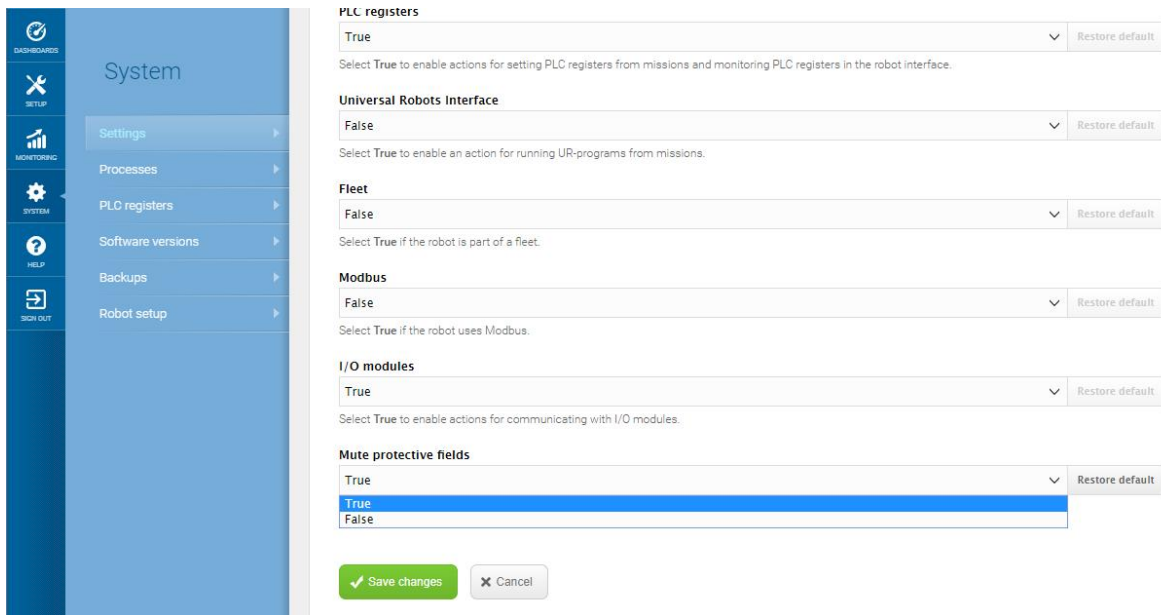 DASHBOARDS
SETUP
MONITORING
SYSTEM
HELP
SIGN OUT
System
Settings
Processes
PLC registers
Software versions
Backups
Robot setup
PLC registers
True
Restore default
Select True to enable actions for setting PLC registers from missions and monitoring PLC registers in the robot interface.
Universal Robots Interface
False
Restore default
Select True to enable an action for running UR-programs from missions.
Fleet
False
Restore default
Select True if the robot is part of a fleet.
Modbus
False
Restore default
Select True if the robot uses Modbus.
I/O modules
True
Restore default
Select True to enable actions for communicating with I/O modules.
Mute protective fields
True
Restore default
True
False
Save changes
Cancel